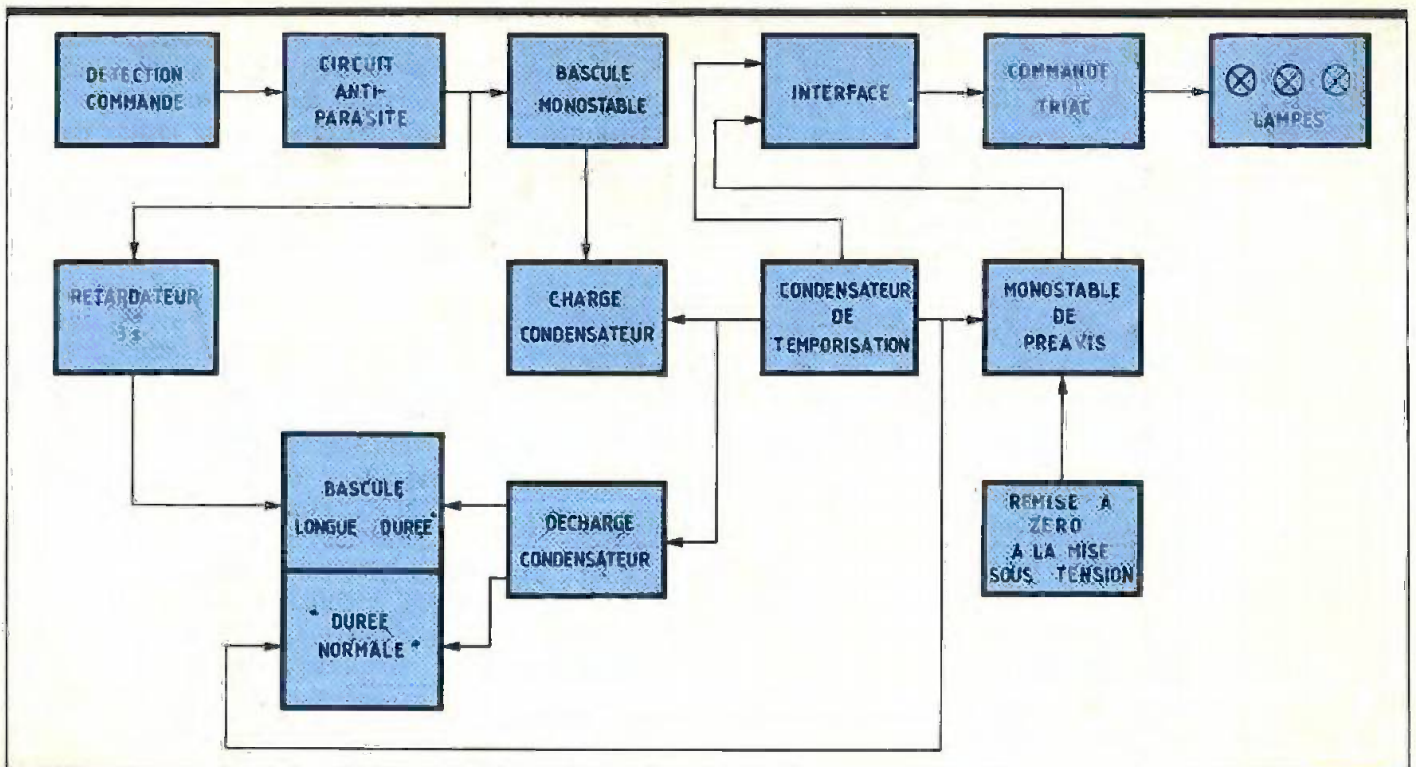 DETECTION
COMMANDE
CIRCUIT
ANTI-
PARASITE
BASCULE
MONOSTABLE
INTERFACE
COMMANDE
TRIAC
LAMPES
RETARDATEUR
3s
CHARGE
CONDENSATEUR
CONDENSATEUR
DE
TEMPORISATION
MONOSTABLE
DE
PREAVIS
BASCULE
LONGUE DUREE"
" DUREE
NORMALE "
DECHARGE
CONDENSATEUR
REMISE A
ZERO
A LA MISE
SOUS TENSION